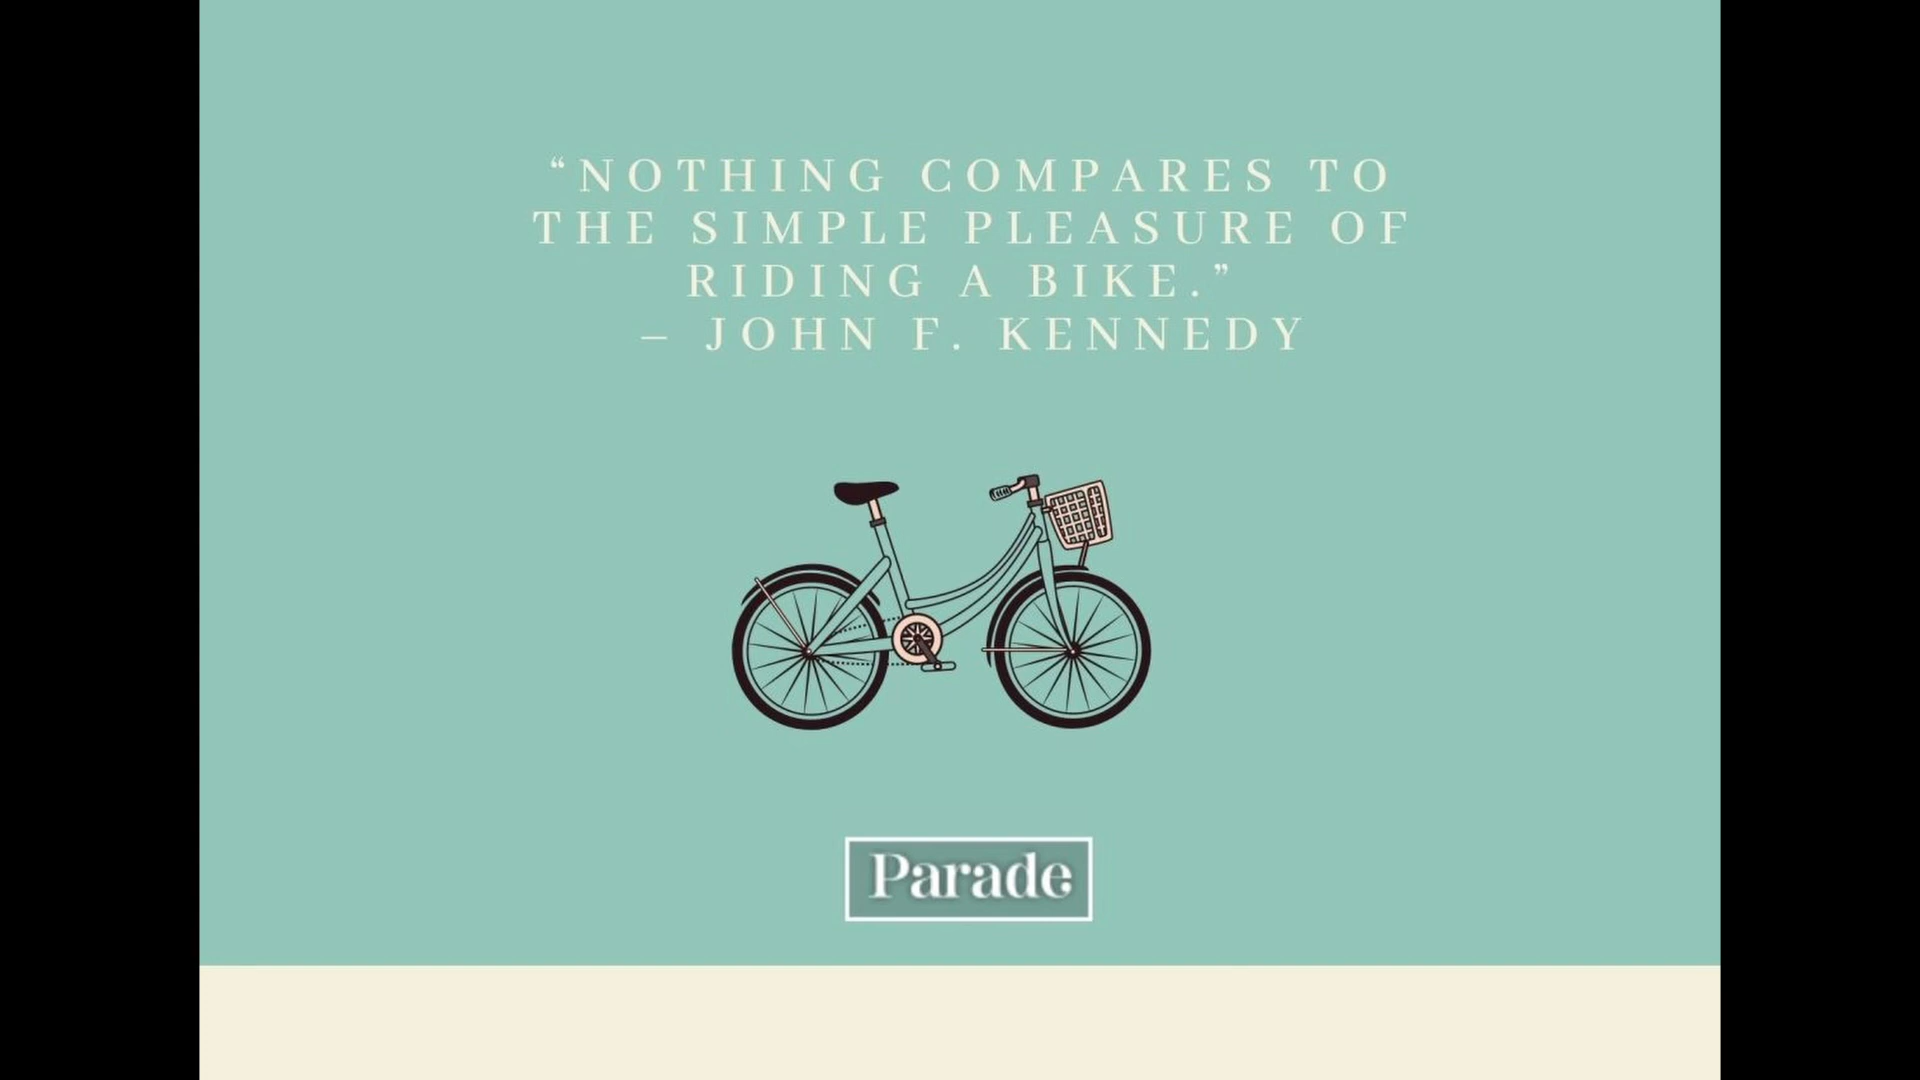 “NOTHING COMPARES TO
THE SIMPLE PLEASURE OF
RIDING A BIKE.”
– JOHN F. KENNEDY
Parade